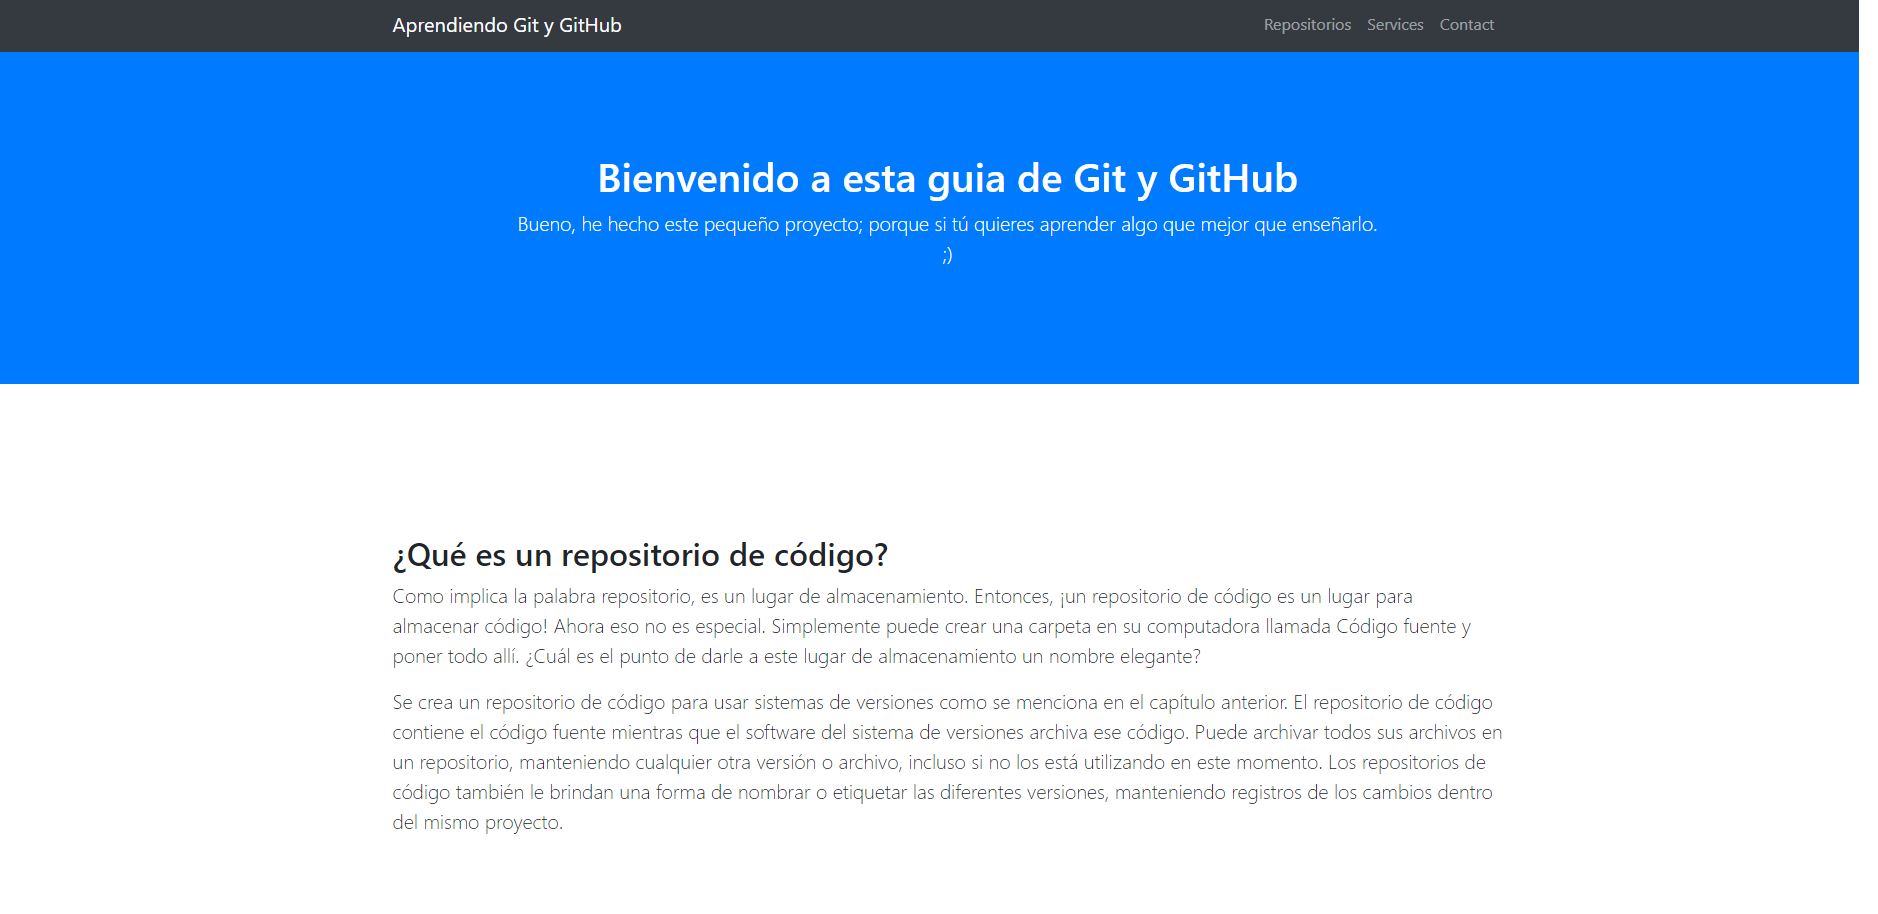 Aprendiendo Git y GitHub
Repositorios Services Contact
Bienvenido a esta guia de Git y GitHub
Bueno, he hecho este pequeño proyecto; porque si tú quieres aprender algo que mejor que enseñarlo.
;)
¿Qué es un repositorio de código?
Como implica la palabra repositorio, es un lugar de almacenamiento. Entonces, ¡un repositorio de código es un lugar para
almacenar código! Ahora eso no es especial. Simplemente puede crear una carpeta en su computadora llamada Código fuente y
poner todo allí. ¿Cuál es el punto de darle a este lugar de almacenamiento un nombre elegante?
Se crea un repositorio de código para usar sistemas de versiones como se menciona en el capítulo anterior. El repositorio de código
contiene el código fuente mientras que el software del sistema de versiones archiva ese código. Puede archivar todos sus archivos en
un repositorio, manteniendo cualquier otra versión o archivo, incluso si no los está utilizando en este momento. Los repositorios de
código también le brindan una forma de nombrar o etiquetar las diferentes versiones, manteniendo registros de los cambios dentro
del mismo proyecto.